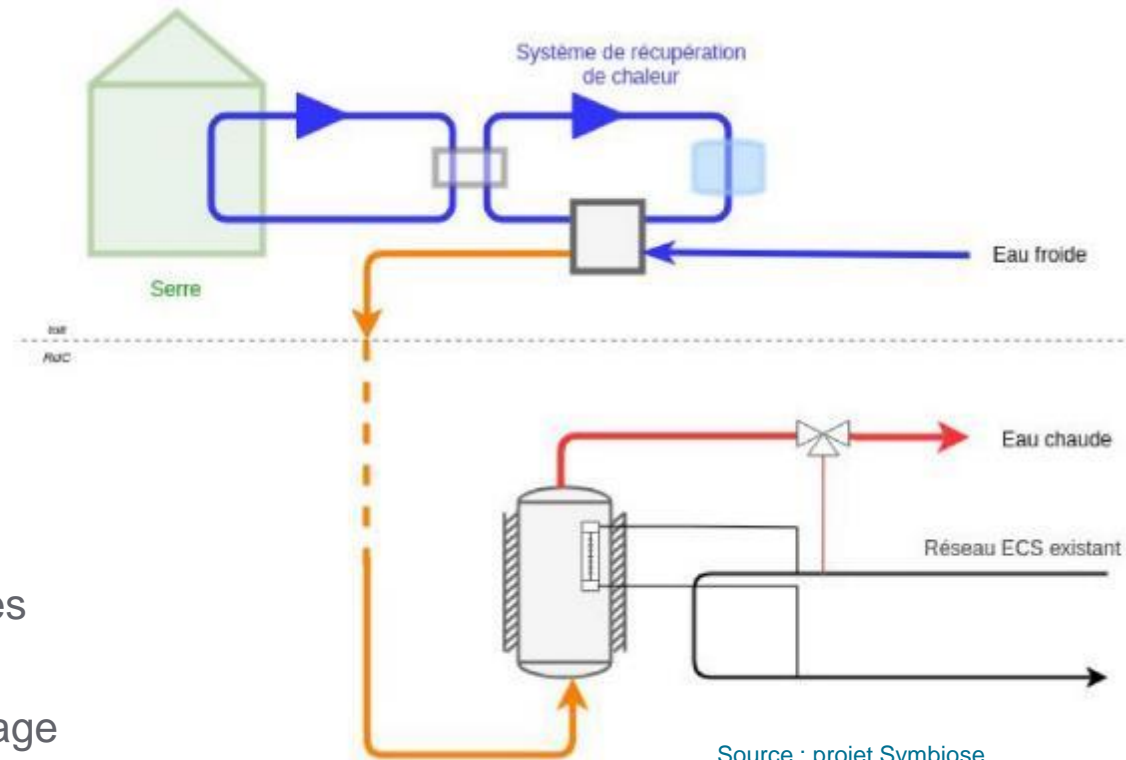 Système de récupération
de chaleur
Eau froide
Serre
toit
RdC
Eau chaude
Réseau ECS existant
es
age
Source : projet Symbiose